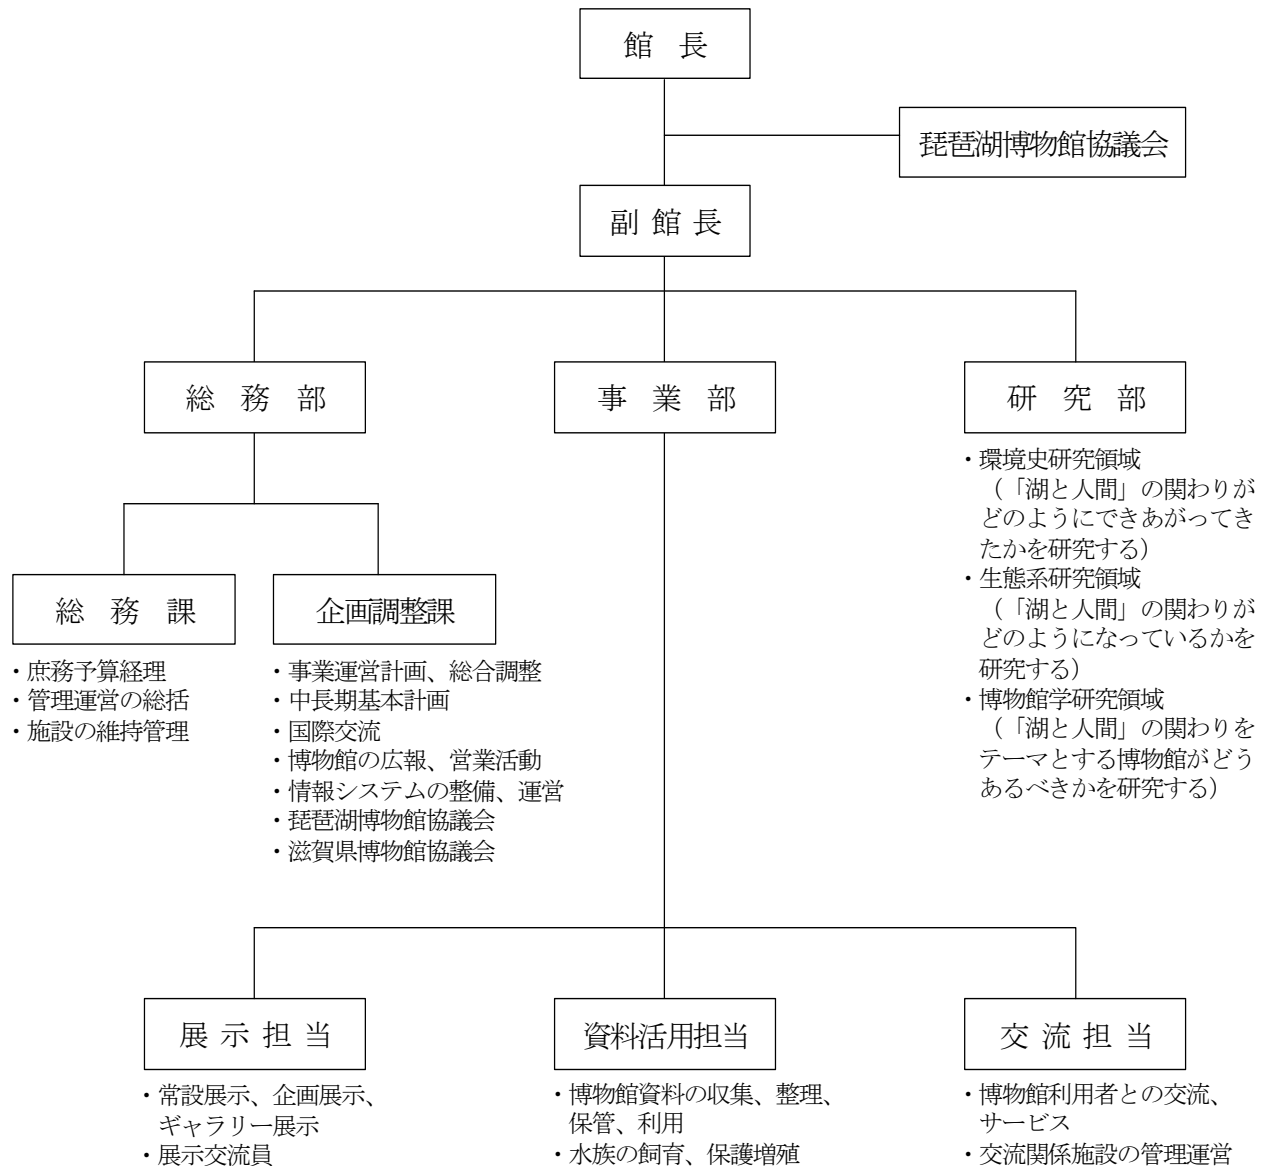 館長
琵琶湖博物館協議会
副館長
総務部
事業部
研究部
・環境史研究領域
（「湖と人間」の関わりが
どのようにできあがってき
たかを研究する）
・生態系研究領域
（「湖と人間」の関わりが
どのようになっているかを
研究する）
・博物館学研究領域
（「湖と人間」の関わりを
テーマとする博物館がどう
あるべきかを研究する）
総務課
・庶務予算経理
・管理運営の総括
・施設の維持管理
企画調整課
・事業運営計画、総合調整
・中長期基本計画
・国際交流
・博物館の広報、営業活動
・情報システムの整備、運営
・琵琶湖博物館協議会
・滋賀県博物館協議会
展示担当
・常設展示、企画展示、
ギャラリー展示
・展示交流員
資料活用担当
・博物館資料の収集、整理、
保管、利用
・水族の飼育、保護増殖
交流担当
・博物館利用者との交流、
サービス
・交流関係施設の管理運営